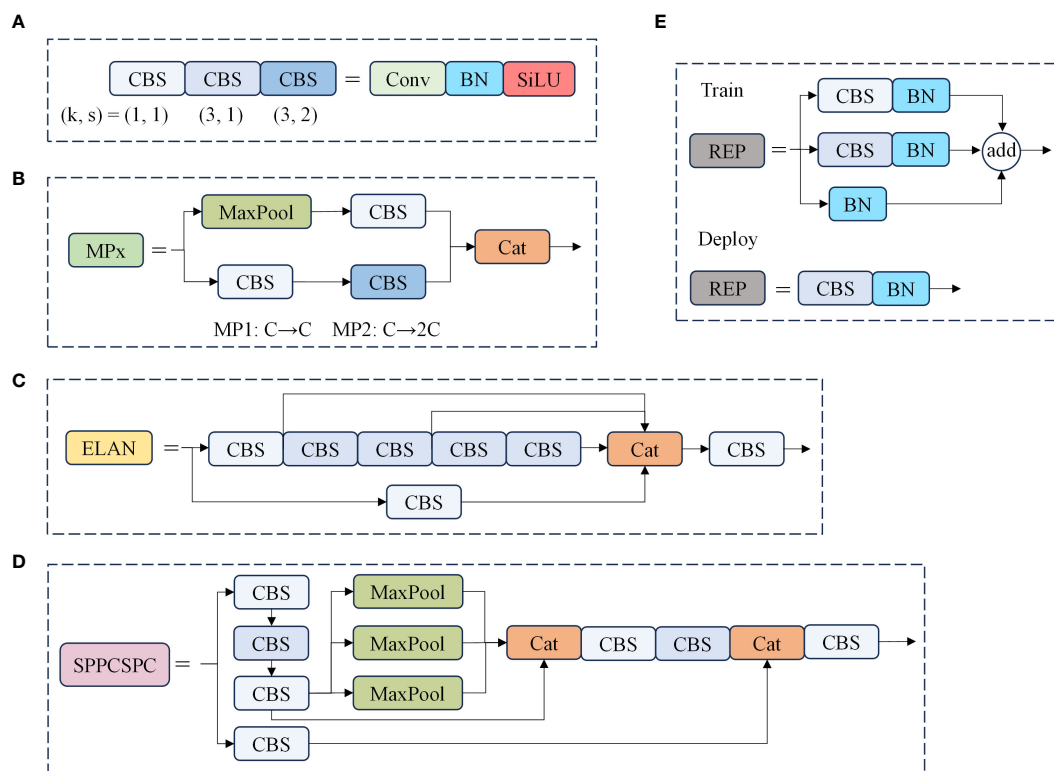 A
CBS CBS CBS = Conv BN SiLU
(k, s) = (1, 1) (3, 1) (3, 2)
B
MaxPool CBS
MPx = Cat
CBS CBS
MP1: C→C MP2: C→2C
C
ELAN = CBS CBS CBS CBS CBS Cat CBS
CBS
D
CBS MaxPool
CBS MaxPool Cat CBS CBS Cat CBS
SPPCSPC =
CBS MaxPool
CBS
E
Train
CBS BN
REP = CBS BN add
BN
Deploy
REP = CBS BN